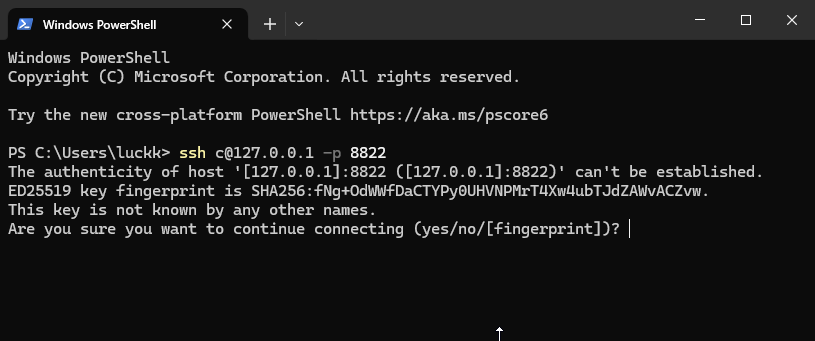 Windows PowerShell
Windows PowerShell
Copyright (C) Microsoft Corporation. All rights reserved.
Try the new cross-platform PowerShell https://aka.ms/pscore6
PS C:\Users\luckk> ssh c@127.0.0.1 -p 8822
The authenticity of host '[127.0.0.1]:8822 ([127.0.0.1]:8822)' can't be established.
ED25519 key fingerprint is SHA256:fNg+OdWWfDaCTYPy0UHVNPMrT4Xw4ubTJdZAWvACZvw.
This key is not known by any other names.
Are you sure you want to continue connecting (yes/no/[fingerprint])?